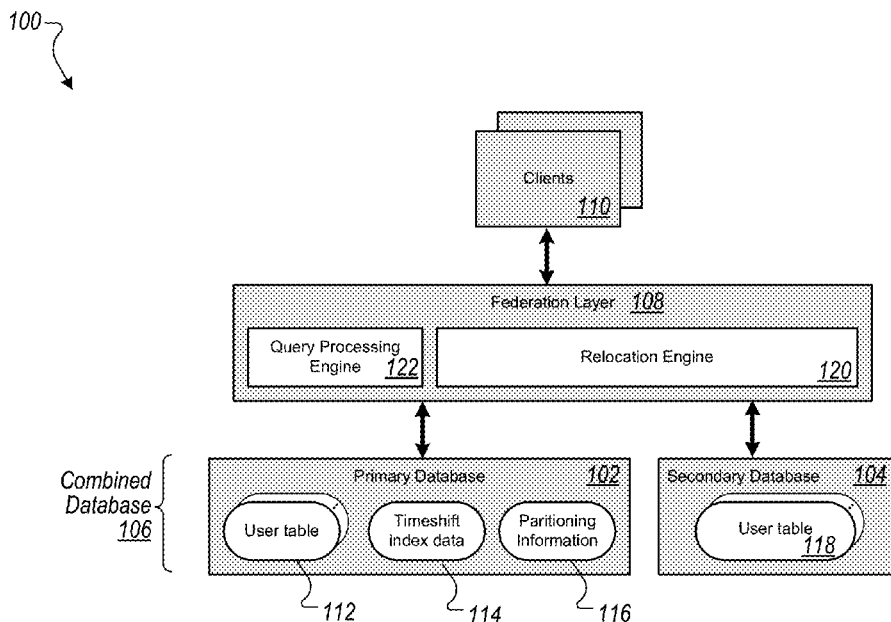 100
Clients
110
Federation Layer 108
Query Processing
Engine
122
Relocation Engine
120
Combined
Database
106
Primary Database 102
User table
Timeshift
index data
Paritioning
Information
Secondary Database 104
User table
118
112
114
116